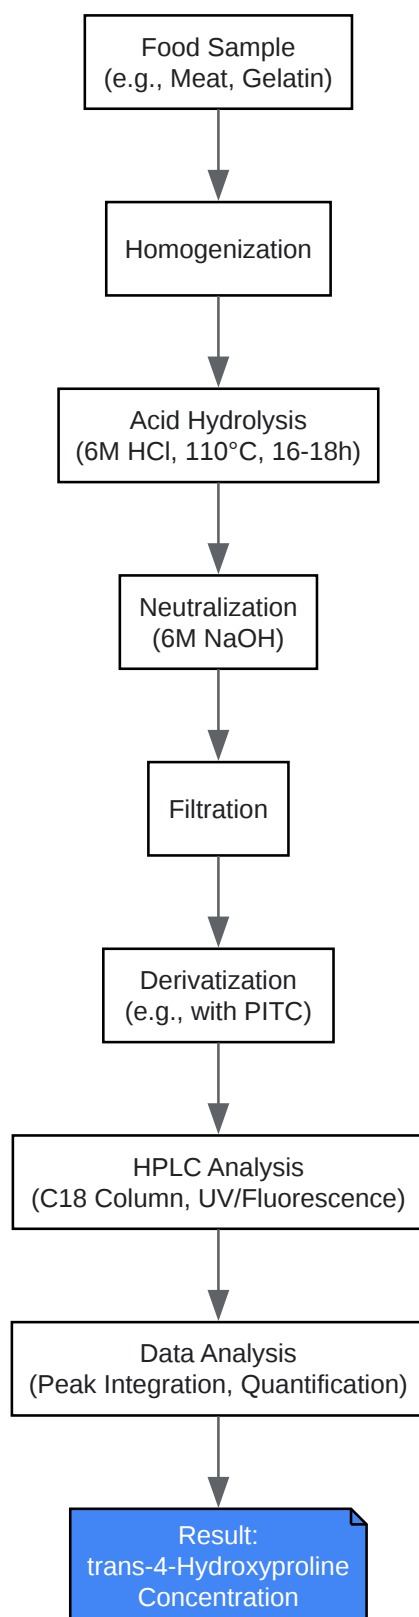 Food Sample
(e.g., Meat, Gelatin)
Homogenization
Acid Hydrolysis
(6M HCl, 110°C, 16-18h)
Neutralization
(6M NaOH)
Filtration
Derivatization
(e.g., with PITC)
HPLC Analysis
(C18 Column, UV/Fluorescence)
Data Analysis
(Peak Integration, Quantification)
Result:
trans-4-Hydroxyproline
Concentration